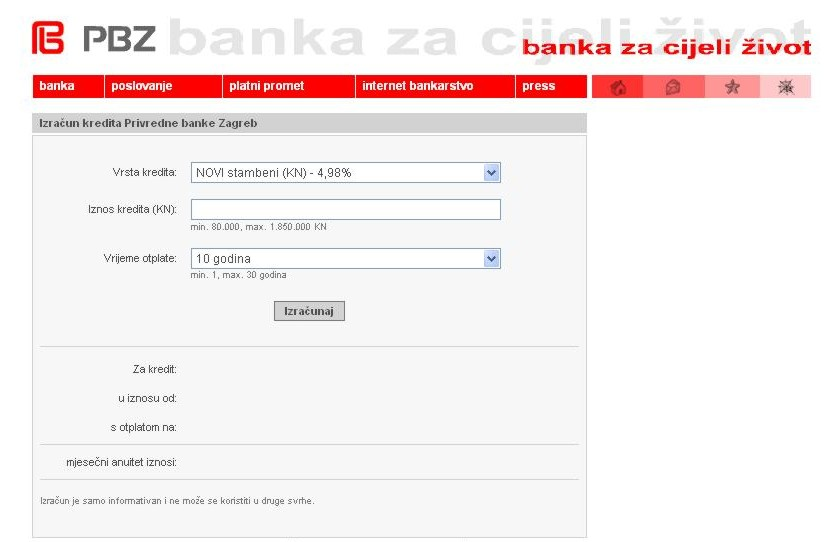 PBZ banka za cijeli život
banka za cijeli život
banka poslovanje platni promet internet bankarstvo press
Izračun kredita Privredne banke Zagreb
Vrsta kredita: NOVI stambeni (KN) - 4,98%
Iznos kredita (KN):
min. 80.000, max. 1.850.000 KN
Vrijeme otplate: 10 godina
min. 1, max. 30 godina
Izračunaj
Za kredit:
u iznosu od:
s otplatom na:
mjesečni anuitet iznosi:
Izračun je samo informativan i ne može se koristiti u druge svrhe.